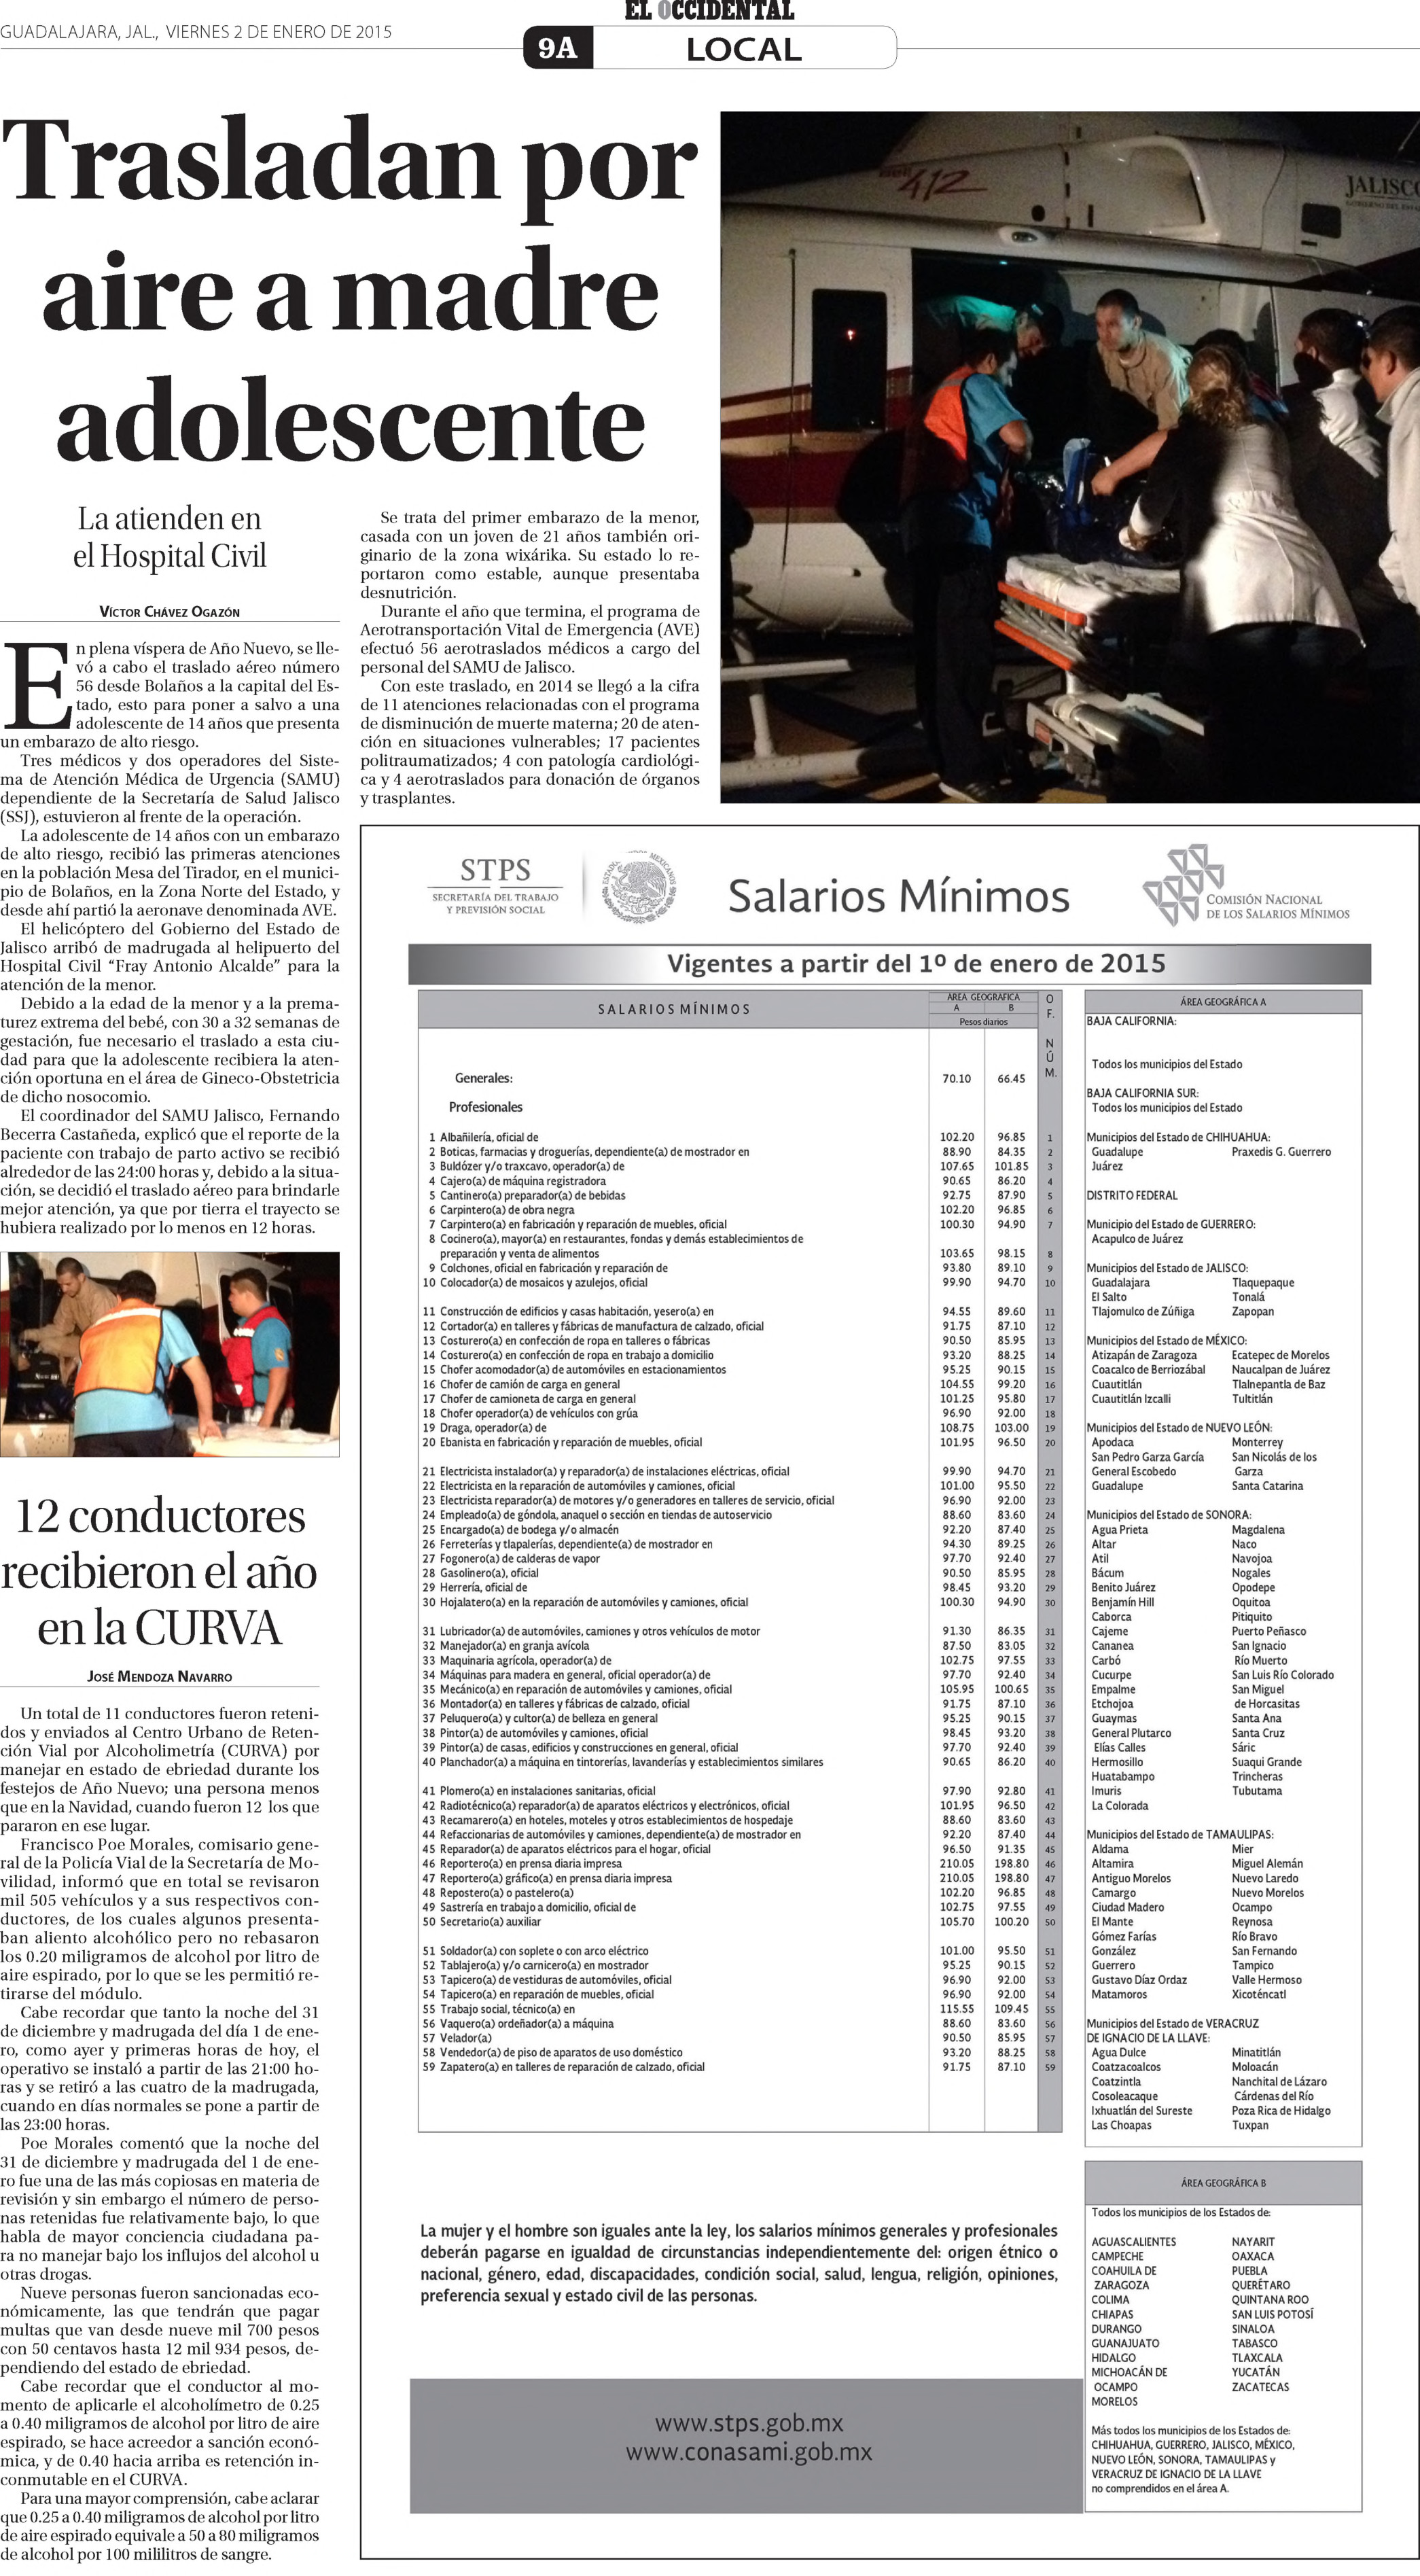 GUADALAJARA, JAL., VIERNES 2 DE ENERO DE 2015
EL OCCIDENTAL
9A
LOCAL
Trasladan por
aire a madre
adolescente
La atienden en
el Hospital Civil
VÍCTOR CHÁVEZ OGAZÓN
En plena víspera de Año Nuevo, se lle-
vó a cabo el traslado aéreo número
56 desde Bolaños a la capital del Es-
tado, esto para poner a salvo a una
adolescente de 14 años que presenta
un embarazo de alto riesgo.
Tres médicos y dos operadores del Siste-
ma de Atención Médica de Urgencia (SAMU)
dependiente de la Secretaría de Salud Jalisco
(SSJ), estuvieron al frente de la operación.
La adolescente de 14 años con un embarazo
de alto riesgo, recibió las primeras atenciones
en la población Mesa del Tirador, en el munici-
pio de Bolaños, en la Zona Norte del Estado, y
desde ahí partió la aeronave denominada AVE.
El helicóptero del Gobierno del Estado de
Jalisco arribó de madrugada al helipuerto del
Hospital Civil “Fray Antonio Alcalde” para la
atención de la menor.
Debido a la edad de la menor y a la prema-
turez extrema del bebé, con 30 a 32 semanas de
gestación, fue necesario el traslado a esta ciu-
dad para que la adolescente recibiera la aten-
ción oportuna en el área de Gineco-Obstetricia
de dicho nosocomio.
El coordinador del SAMU Jalisco, Fernando
Becerra Castañeda, explicó que el reporte de la
paciente con trabajo de parto activo se recibió
alrededor de las 24:00 horas y, debido a la situa-
ción, se decidió el traslado aéreo para brindarle
mejor atención, ya que por tierra el trayecto se
hubiera realizado por lo menos en 12 horas.
Se trata del primer embarazo de la menor,
casada con un joven de 21 años también ori-
ginario de la zona wixárika. Su estado lo re-
portaron como estable, aunque presentaba
desnutrición.
Durante el año que termina, el programa de
Aerotransportación Vital de Emergencia (AVE)
efectuó 56 aerotraslados médicos a cargo del
personal del SAMU de Jalisco.
Con este traslado, en 2014 se llegó a la cifra
de 11 atenciones relacionadas con el programa
de disminución de muerte materna; 20 de aten-
ción en situaciones vulnerables; 17 pacientes
politraumatizados; 4 con patología cardiológi-
ca y 4 aerotraslados para donación de órganos
y trasplantes.
412
JALISCO
12 conductores
recibieron el año
en la CURVA
JOSÉ MENDOZA NAVARRO
Un total de 11 conductores fueron reteni-
dos y enviados al Centro Urbano de Reten-
ción Vial por Alcoholimetría (CURVA) por
manejar en estado de ebriedad durante los
festejos de Año Nuevo; una persona menos
que en la Navidad, cuando fueron 12 los que
pararon en ese lugar.
Francisco Poe Morales, comisario gene-
ral de la Policía Vial de la Secretaría de Mo-
vilidad, informó que en total se revisaron
mil 505 vehículos y a sus respectivos con-
ductores, de los cuales algunos presenta-
ban aliento alcohólico pero no rebasaron
los 0.20 miligramos de alcohol por litro de
aire espirado, por lo que se les permitió re-
tirarse del módulo.
Cabe recordar que tanto la noche del 31
de diciembre y madrugada del día 1 de ene-
ro, como ayer y primeras horas de hoy, el
operativo se instaló a partir de las 21:00 ho-
ras y se retiró a las cuatro de la madrugada,
cuando en días normales se pone a partir de
las 23:00 horas.
Poe Morales comentó que la noche del
31 de diciembre y madrugada del 1 de ene-
ro fue una de las más copiosas en materia de
revisión y sin embargo el número de perso-
nas retenidas fue relativamente bajo, lo que
habla de mayor conciencia ciudadana pa-
ra no manejar bajo los influjos del alcohol u
otras drogas.
Nueve personas fueron sancionadas eco-
nómicamente, las que tendrán que pagar
multas que van desde nueve mil 700 pesos
con 50 centavos hasta 12 mil 934 pesos, de-
pendiendo del estado de ebriedad.
Cabe recordar que el conductor al mo-
mento de aplicarle el alcoholímetro de 0.25
a 0.40 miligramos de alcohol por litro de aire
espirado, se hace acreedor a sanción econó-
mica, y de 0.40 hacia arriba es retención in-
conmutable en el CURVA.
Para una mayor comprensión, cabe aclarar
que 0.25 a 0.40 miligramos de alcohol por litro
de aire espirado equivale a 50 a 80 miligramos
de alcohol por 100 mililitros de sangre.
STPS
SECRETARÍA DEL TRABAJO
Y PREVISIÓN SOCIAL
Salarios Mínimos
COMISIÓN NACIONAL
DE LOS SALARIOS MÍNIMOS
Vigentes a partir del 1º de enero de 2015
SALARIOS MÍNIMOS
ÁREA GEOGRÁFICA
A B
Pesos diarios
OF. NÚM.
Generales: 70.10 66.45
Profesionales
1 Albañilería, oficial de 102.20 96.85 1
2 Boticas, farmacias y droguerías, dependiente(a) de mostrador en 88.90 84.35 2
3 Buldózer y/o traxcavo, operador(a) de 107.65 101.85 3
4 Cajero(a) de máquina registradora 90.65 86.20 4
5 Cantinero(a) preparador(a) de bebidas 92.75 87.90 5
6 Carpintero(a) de obra negra 102.20 96.85 6
7 Carpintero(a) en fabricación y reparación de muebles, oficial 100.30 94.90 7
8 Cocinero(a), mayor(a) en restaurantes, fondas y demás establecimientos de
preparación y venta de alimentos 103.65 98.15 8
9 Colchones, oficial en fabricación y reparación de 93.80 89.10 9
10 Colocador(a) de mosaicos y azulejos, oficial 99.90 94.70 10
11 Construcción de edificios y casas habitación, yesero(a) en 94.55 89.60 11
12 Cortador(a) en talleres y fábricas de manufactura de calzado, oficial 91.75 87.10 12
13 Costurero(a) en confección de ropa en talleres o fábricas 90.50 85.95 13
14 Costurero(a) en confección de ropa en trabajo a domicilio 93.20 88.25 14
15 Chofer acomodador(a) de automóviles en estacionamientos 95.25 90.15 15
16 Chofer de camión de carga en general 104.55 99.20 16
17 Chofer de camioneta de carga en general 101.25 95.80 17
18 Chofer operador(a) de vehículos con grúa 96.90 92.00 18
19 Draga, operador(a) de 108.75 103.00 19
20 Ebanista en fabricación y reparación de muebles, oficial 101.95 96.50 20
21 Electricista instalador(a) y reparador(a) de instalaciones eléctricas, oficial 99.90 94.70 21
22 Electricista en la reparación de automóviles y camiones, oficial 101.00 95.50 22
23 Electricista reparador(a) de motores y/o generadores en talleres de servicio, oficial 96.90 92.00 23
24 Empleado(a) de góndola, anaquel o sección en tiendas de autoservicio 88.60 83.60 24
25 Encargado(a) de bodega y/o almacén 92.20 87.40 25
26 Ferreterías y tlapalerías, dependiente(a) de mostrador en 94.30 89.25 26
27 Fogonero(a) de calderas de vapor 97.70 92.40 27
28 Gasolinero(a), oficial 90.50 85.95 28
29 Herrería, oficial de 98.45 93.20 29
30 Hojalatero(a) en la reparación de automóviles y camiones, oficial 100.30 94.90 30
31 Lubricador(a) de automóviles, camiones y otros vehículos de motor 91.30 86.35 31
32 Manejador(a) en granja avícola 87.50 83.05 32
33 Maquinaria agrícola, operador(a) de 102.75 97.55 33
34 Máquinas para madera en general, oficial operador(a) de 97.70 92.40 34
35 Mecánico(a) en reparación de automóviles y camiones, oficial 105.95 100.65 35
36 Montador(a) en talleres y fábricas de calzado, oficial 91.75 87.10 36
37 Peluquero(a) y cultor(a) de belleza en general 95.25 90.15 37
38 Pintor(a) de automóviles y camiones, oficial 98.45 93.20 38
39 Pintor(a) de casas, edificios y construcciones en general, oficial 97.70 92.40 39
40 Planchador(a) a máquina en tintorerías, lavanderías y establecimientos similares 90.65 86.20 40
41 Plomero(a) en instalaciones sanitarias, oficial 97.90 92.80 41
42 Radiotécnico(a) reparador(a) de aparatos eléctricos y electrónicos, oficial 101.95 96.50 42
43 Recamarero(a) en hoteles, moteles y otros establecimientos de hospedaje 88.60 83.60 43
44 Refaccionarias de automóviles y camiones, dependiente(a) de mostrador en 92.20 87.40 44
45 Reparador(a) de aparatos eléctricos para el hogar, oficial 96.50 91.35 45
46 Reportero(a) en prensa diaria impresa 210.05 198.80 46
47 Reportero(a) gráfico(a) en prensa diaria impresa 210.05 198.80 47
48 Repostero(a) o pastelero(a) 102.20 96.85 48
49 Sastrería en trabajo a domicilio, oficial de 102.75 97.55 49
50 Secretario(a) auxiliar 105.70 100.20 50
51 Soldador(a) con soplete o con arco eléctrico 101.00 95.50 51
52 Tablajero(a) y/o carnicero(a) en mostrador 95.25 90.15 52
53 Tapicero(a) de vestiduras de automóviles, oficial 96.90 92.00 53
54 Tapicero(a) en reparación de muebles, oficial 96.90 92.00 54
55 Trabajo social, técnico(a) en 115.55 109.45 55
56 Vaquero(a) ordeñador(a) a máquina 88.60 83.60 56
57 Velador(a) 90.50 85.95 57
58 Vendedor(a) de piso de aparatos de uso doméstico 93.20 88.25 58
59 Zapatero(a) en talleres de reparación de calzado, oficial 91.75 87.10 59
La mujer y el hombre son iguales ante la ley, los salarios mínimos generales y profesionales
deberán pagarse en igualdad de circunstancias independientemente del: origen étnico o
nacional, género, edad, discapacidades, condición social, salud, lengua, religión, opiniones,
preferencia sexual y estado civil de las personas.
www.stps.gob.mx
www.conasami.gob.mx
ÁREA GEOGRÁFICA A
BAJA CALIFORNIA:
Todos los municipios del Estado
BAJA CALIFORNIA SUR:
Todos los municipios del Estado
Municipios del Estado de CHIHUAHUA:
Guadalupe Praxedis G. Guerrero
Juárez
DISTRITO FEDERAL
Municipio del Estado de GUERRERO:
Acapulco de Juárez
Municipios del Estado de JALISCO:
Guadalajara Tlaquepaque
El Salto Tonalá
Tlajomulco de Zúñiga Zapopan
Municipios del Estado de MÉXICO:
Atizapán de Zaragoza Ecatepec de Morelos
Coacalco de Berriozábal Naucalpan de Juárez
Cuautitlán Tlalnepantla de Baz
Cuautitlán Izcalli Tultitlán
Municipios del Estado de NUEVO LEÓN:
Apodaca Monterrey
San Pedro Garza García San Nicolás de los
General Escobedo Garza
Guadalupe Santa Catarina
Municipios del Estado de SONORA:
Agua Prieta Magdalena
Altar Naco
Atil Navojoa
Bácum Nogales
Benito Juárez Opodepe
Benjamín Hill Oquitoa
Caborca Pitiquito
Cajeme Puerto Peñasco
Cananea San Ignacio
Carbó Río Muerto
Cucurpe San Luis Río Colorado
Empalme San Miguel
Etchojoa de Horcasitas
Guaymas Santa Ana
General Plutarco Santa Cruz
Elías Calles Sáric
Hermosillo Suaqui Grande
Huatabampo Trincheras
Imuris Tubutama
La Colorada
Municipios del Estado de TAMAULIPAS:
Aldama Mier
Altamira Miguel Alemán
Antiguo Morelos Nuevo Laredo
Camargo Nuevo Morelos
Ciudad Madero Ocampo
El Mante Reynosa
Gómez Farías Río Bravo
González San Fernando
Guerrero Tampico
Gustavo Díaz Ordaz Valle Hermoso
Matamoros Xicoténcatl
Municipios del Estado de VERACRUZ
DE IGNACIO DE LA LLAVE:
Agua Dulce Minatitlán
Coatzacoalcos Moloacán
Coatzintla Nanchital de Lázaro
Cosoleacaque Cárdenas del Río
Ixhuatlán del Sureste Poza Rica de Hidalgo
Las Choapas Tuxpan
ÁREA GEOGRÁFICA B
Todos los municipios de los Estados de:
AGUASCALIENTES NAYARIT
CAMPECHE OAXACA
COAHUILA DE PUEBLA
ZARAGOZA QUERÉTARO
COLIMA QUINTANA ROO
CHIAPAS SAN LUIS POTOSÍ
DURANGO SINALOA
GUANAJUATO TABASCO
HIDALGO TLAXCALA
MICHOACÁN DE YUCATÁN
OCAMPO ZACATECAS
MORELOS
Más todos los municipios de los Estados de:
CHIHUAHUA, GUERRERO, JALISCO, MÉXICO,
NUEVO LEÓN, SONORA, TAMAULIPAS y
VERACRUZ DE IGNACIO DE LA LLAVE
no comprendidos en el área A.